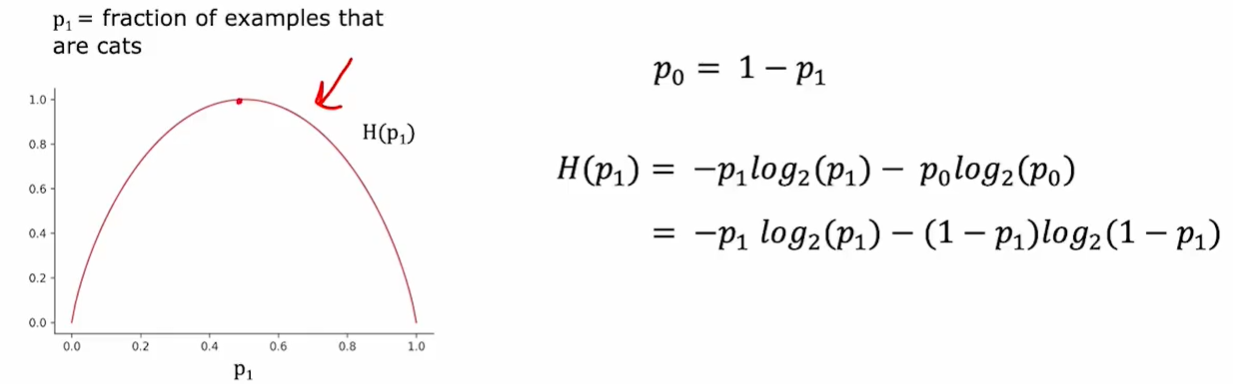 p₁ = fraction of examples that
are cats
1.0
0.8
0.6
0.4
0.2
0.0
H(p₁)
0.0 0.2 0.4 0.6 0.8 1.0
p₁
p₀ = 1 − p₁
H(p₁) = −p₁log₂(p₁) − p₀log₂(p₀)
= −p₁ log₂(p₁) − (1 − p₁)log₂(1 − p₁)